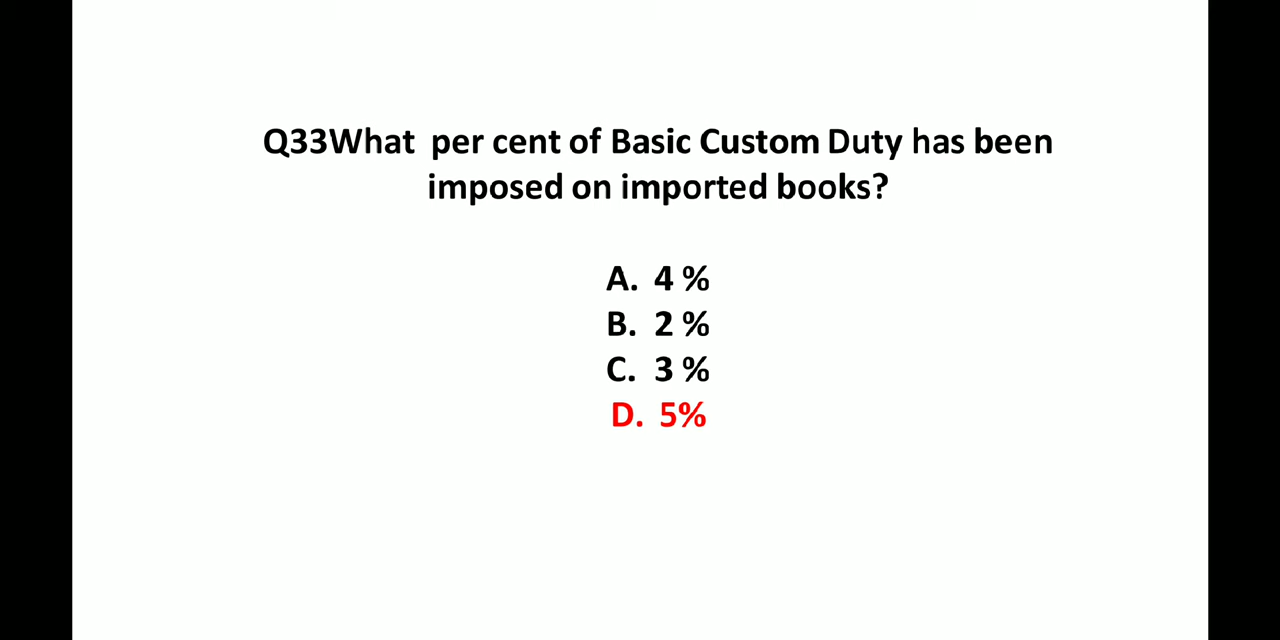 Q33What per cent of Basic Custom Duty has been
imposed on imported books?
A. 4 %
B. 2 %
C. 3 %
D. 5%